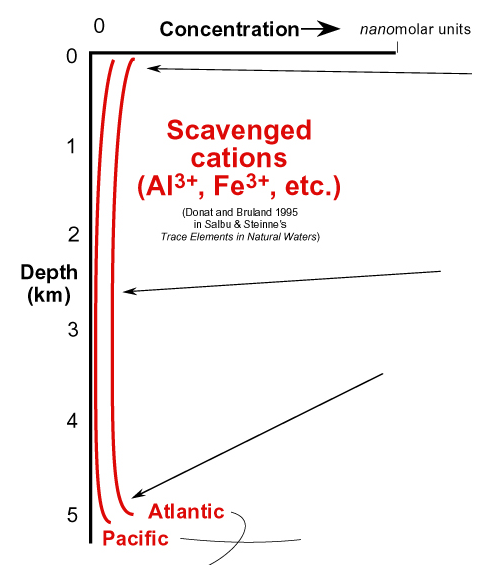 0
Concentration
nanomolar units
0
Scavenged
cations
(Al3+, Fe3+, etc.)
1
(Donat and Bruland 1995
in Salbu & Steinne's
Trace Elements in Natural Waters)
2
Depth
(km)
3
4
5
Atlantic
Pacific